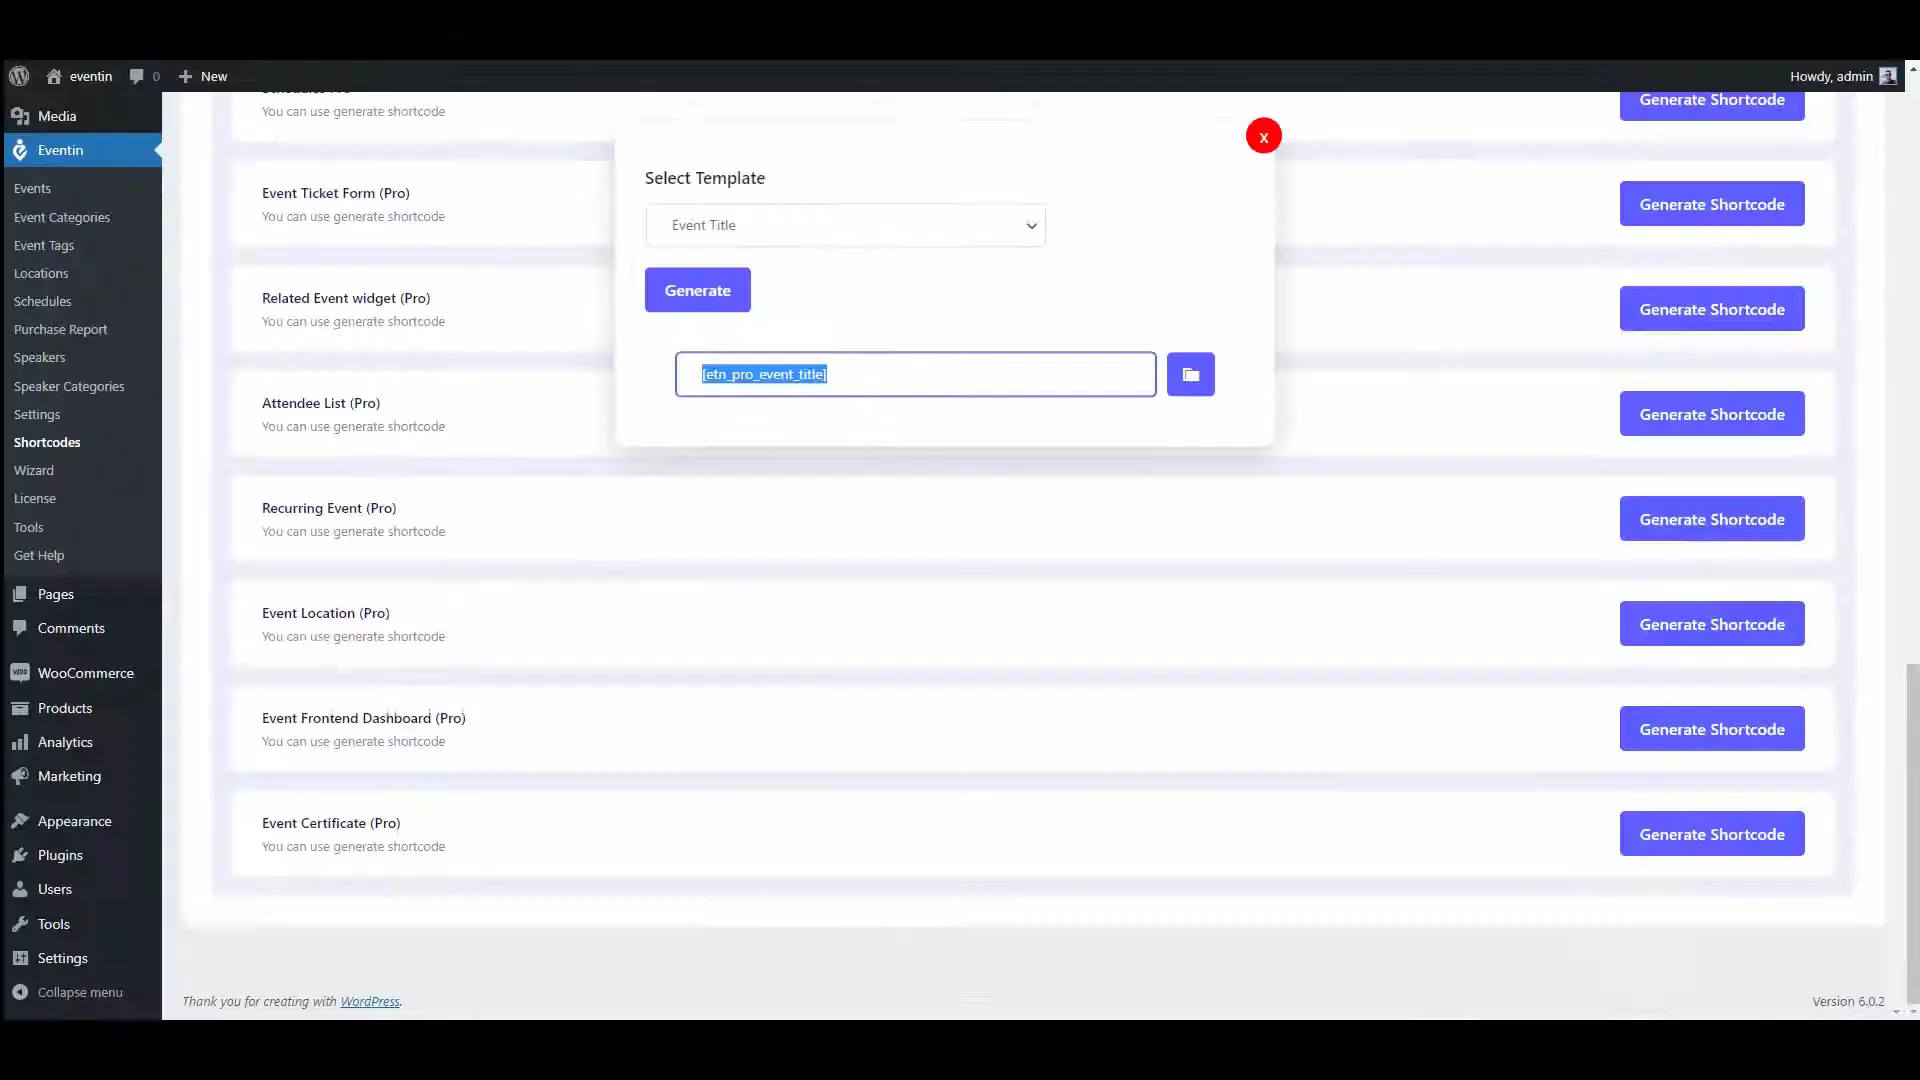 eventin
0
New
Howdy, admin
Media
Eventin
Events
Event Categories
Event Tags
Locations
Schedules
Purchase Report
Speakers
Speaker Categories
Settings
Shortcodes
Wizard
License
Tools
Get Help
Pages
Comments
WooCommerce
Products
Analytics
Marketing
Appearance
Plugins
Users
Tools
Settings
Collapse menu
You can use generate shortcode
Generate Shortcode
Event Ticket Form (Pro)
You can use generate shortcode
Generate Shortcode
Related Event widget (Pro)
You can use generate shortcode
Generate Shortcode
Attendee List (Pro)
You can use generate shortcode
Generate Shortcode
Recurring Event (Pro)
You can use generate shortcode
Generate Shortcode
Event Location (Pro)
You can use generate shortcode
Generate Shortcode
Event Frontend Dashboard (Pro)
You can use generate shortcode
Generate Shortcode
Event Certificate (Pro)
You can use generate shortcode
Generate Shortcode
x
Select Template
Event Title
Generate
[etn_pro_event_title]
Thank you for creating with WordPress.
Version 6.0.2